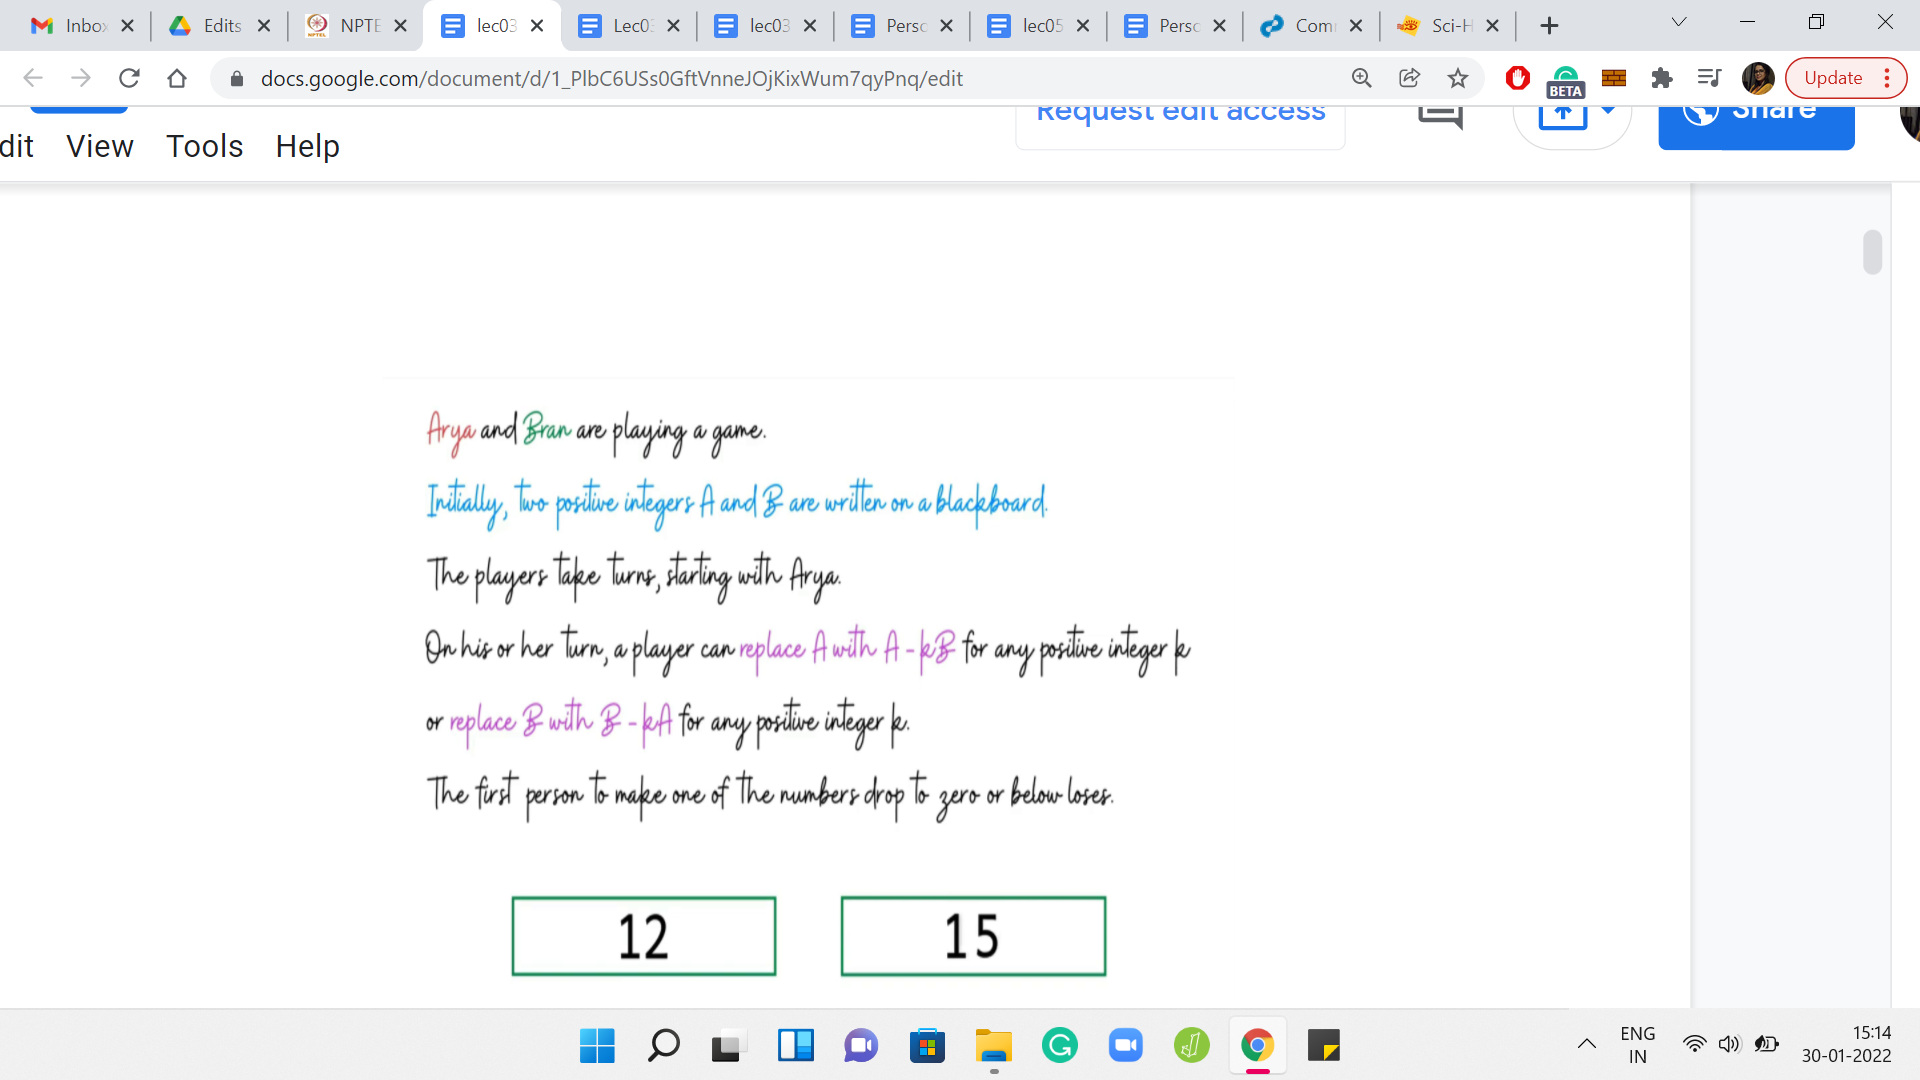 Inbox
Edits
NPTE
lec03
Lec03
lec03
Perso
lec05
Perso
Com
Sci-H
docs.google.com/document/d/1_PlbC6USs0GftVnneJOjKixWum7qyPnq/edit
BETA
Update
Request edit access
Share
dit View Tools Help
Arya and Bran are playing a game.
Initially, two positive integers A and B are written on a blackboard.
The players take turns, starting with Arya.
On his or her turn, a player can replace A with A - kB for any positive integer k
or replace B with B - kA for any positive integer k.
The first person to make one of the numbers drop to zero or below loses.
12 15
ENG
IN
15:14
30-01-2022